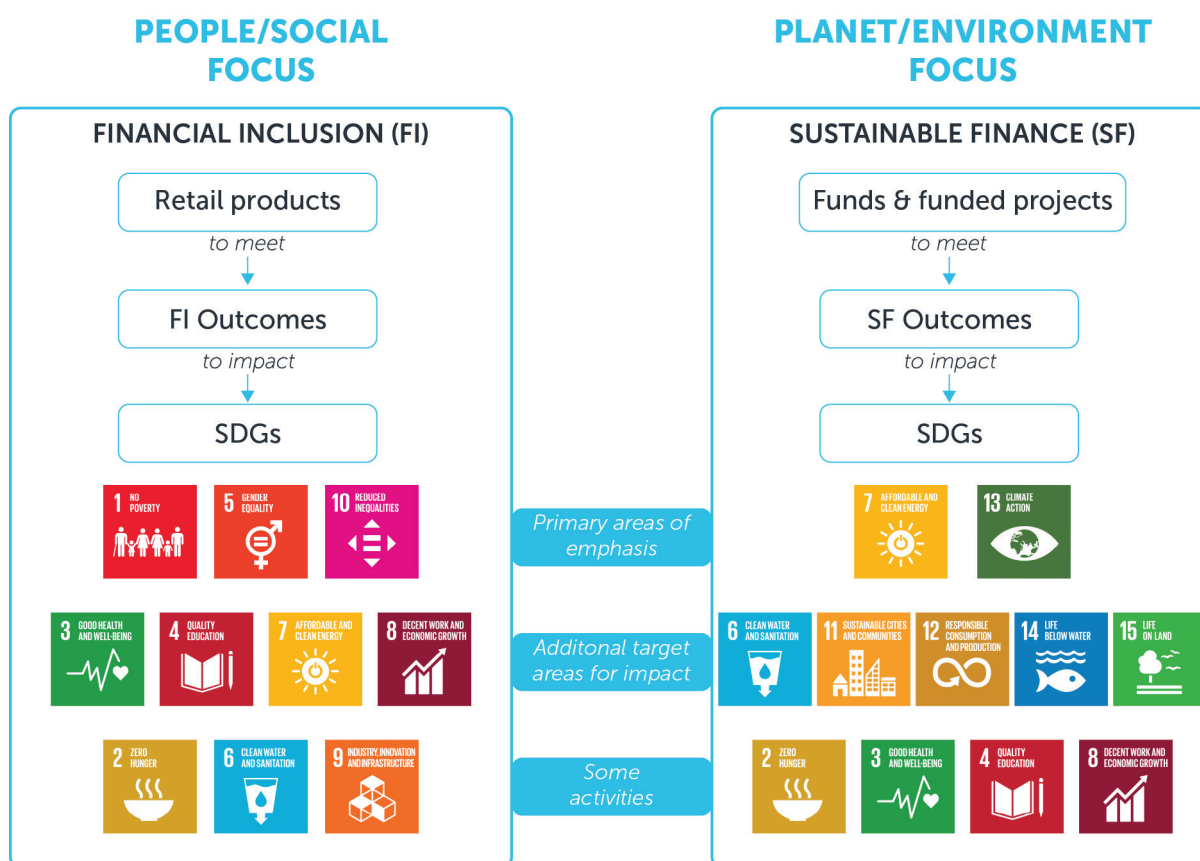 PEOPLE/SOCIAL
FOCUS
FINANCIAL INCLUSION (FI)
Retail products
to meet
FI Outcomes
to impact
SDGs
1 NO
POVERTY
5 GENDER
EQUALITY
10 REDUCED
INEQUALITIES
3 GOOD HEALTH
AND WELL-BEING
4 QUALITY
EDUCATION
7 AFFORDABLE AND
CLEAN ENERGY
8 DECENT WORK AND
ECONOMIC GROWTH
2 ZERO
HUNGER
6 CLEAN WATER
AND SANITATION
9 INDUSTRY, INNOVATION
AND INFRASTRUCTURE
Primary areas of
emphasis
Additonal target
areas for impact
Some
activities
PLANET/ENVIRONMENT
FOCUS
SUSTAINABLE FINANCE (SF)
Funds & funded projects
to meet
SF Outcomes
to impact
SDGs
7 AFFORDABLE AND
CLEAN ENERGY
13 CLIMATE
ACTION
6 CLEAN WATER
AND SANITATION
11 SUSTAINABLE CITIES
AND COMMUNITIES
12 RESPONSIBLE
CONSUMPTION
AND PRODUCTION
14 LIFE
BELOW WATER
15 LIFE
ON LAND
2 ZERO
HUNGER
3 GOOD HEALTH
AND WELL-BEING
4 QUALITY
EDUCATION
8 DECENT WORK AND
ECONOMIC GROWTH